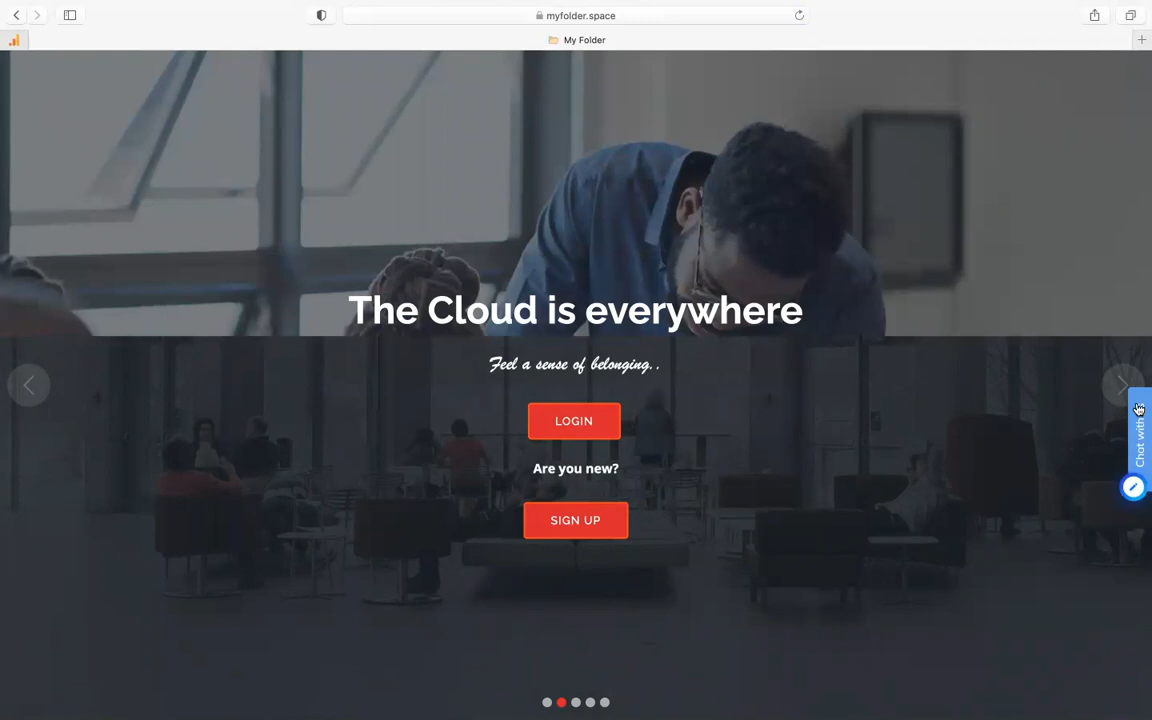 myfolder.space
My Folder
The Cloud is everywhere
Feel a sense of belonging..
LOGIN
Are you new?
SIGN UP
Chat with